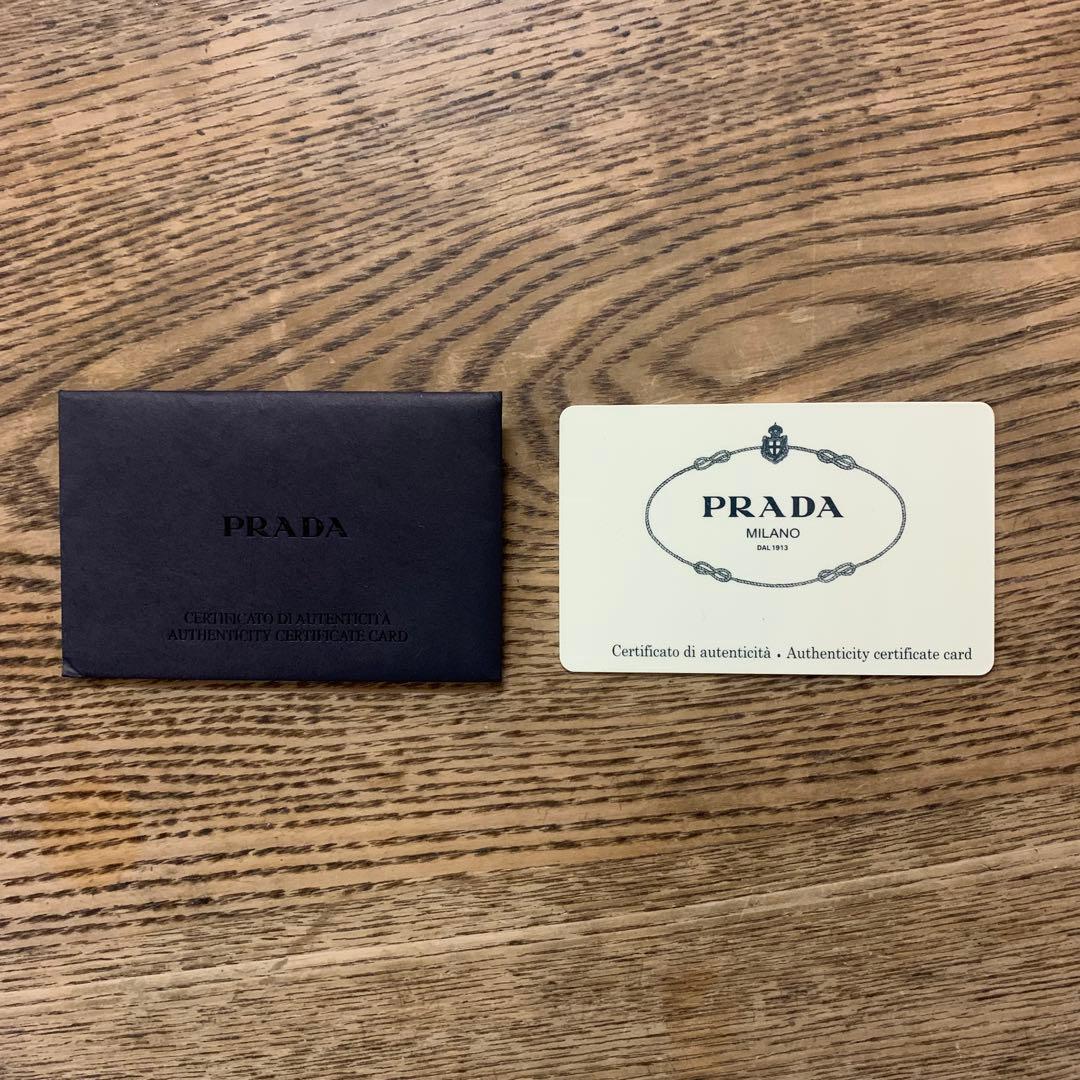 PRADA
CERTIFICATO DI AUTENTICITÀ
AUTHENTICITY CERTIFICATE CARD
PRADA
MILANO
DAL 1913
Certificato di autenticità . Authenticity certificate card